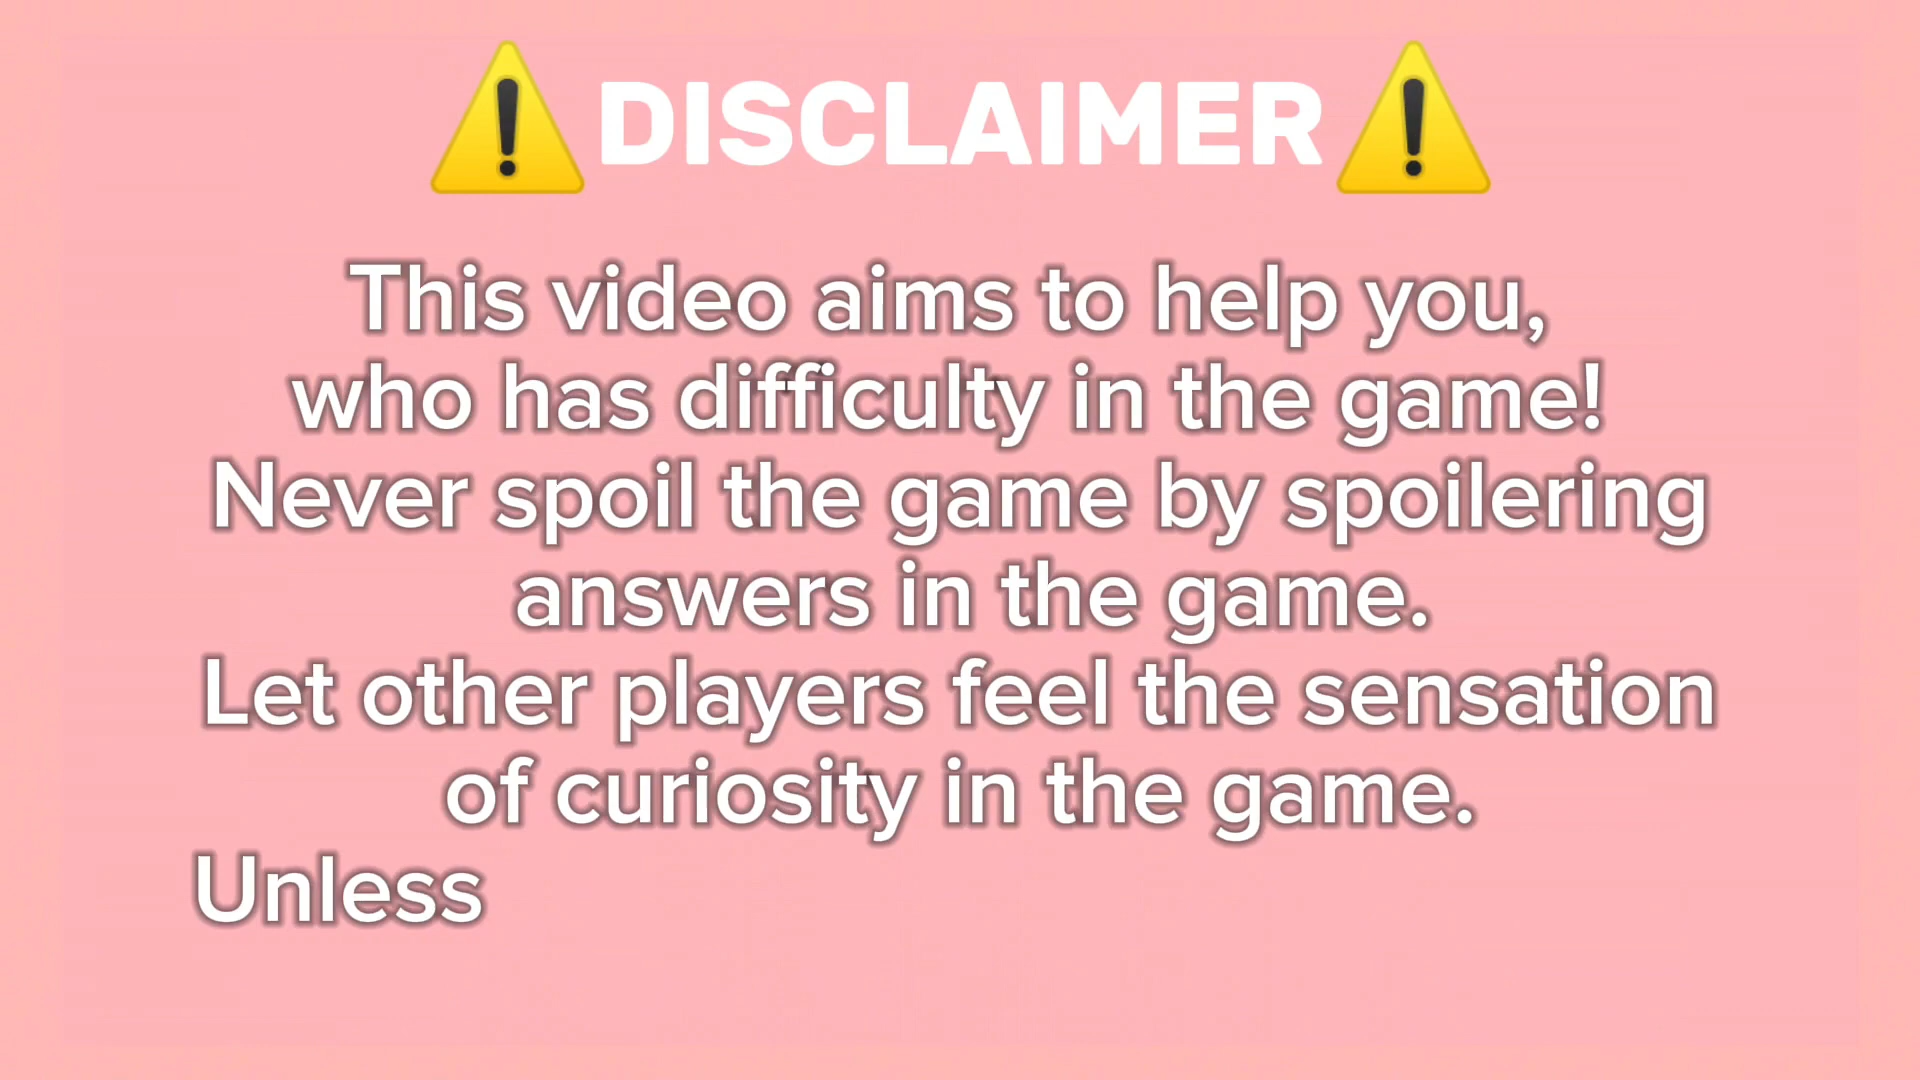 ⚠️DISCLAIMER⚠️
This video aims to help you,
who has difficulty in the game!
Never spoil the game by spoilering
answers in the game.
Let other players feel the sensation
of curiosity in the game.
Unless